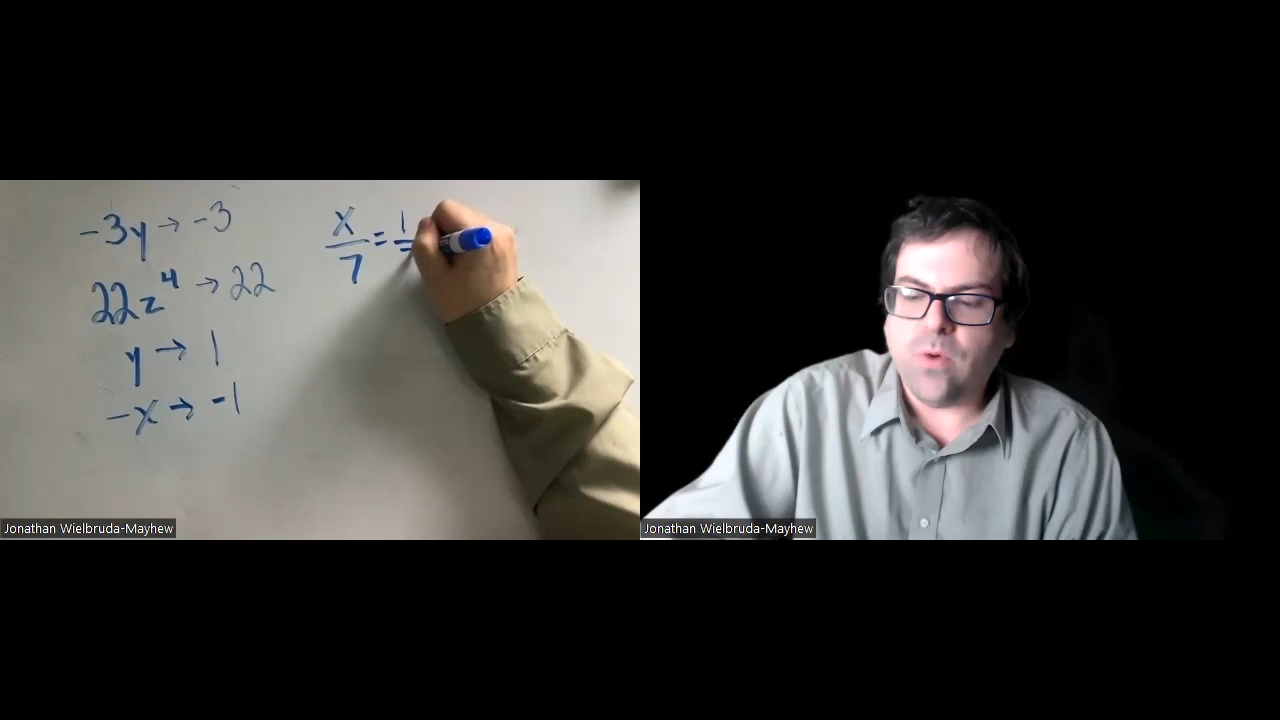 -3y → -3
22z⁴ → 22
y → 1
-x → -1
x/7 = 1
Jonathan Wielbruda-Mayhew
Jonathan Wielbruda-Mayhew